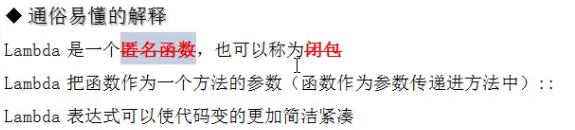 ◆ 通俗易懂的解释
Lambda 是一个匿名函数，也可以称为闭包
Lambda 把函数作为一个方法的参数（函数作为参数传递进方法中）::
Lambda 表达式可以使代码变的更加简洁紧凑